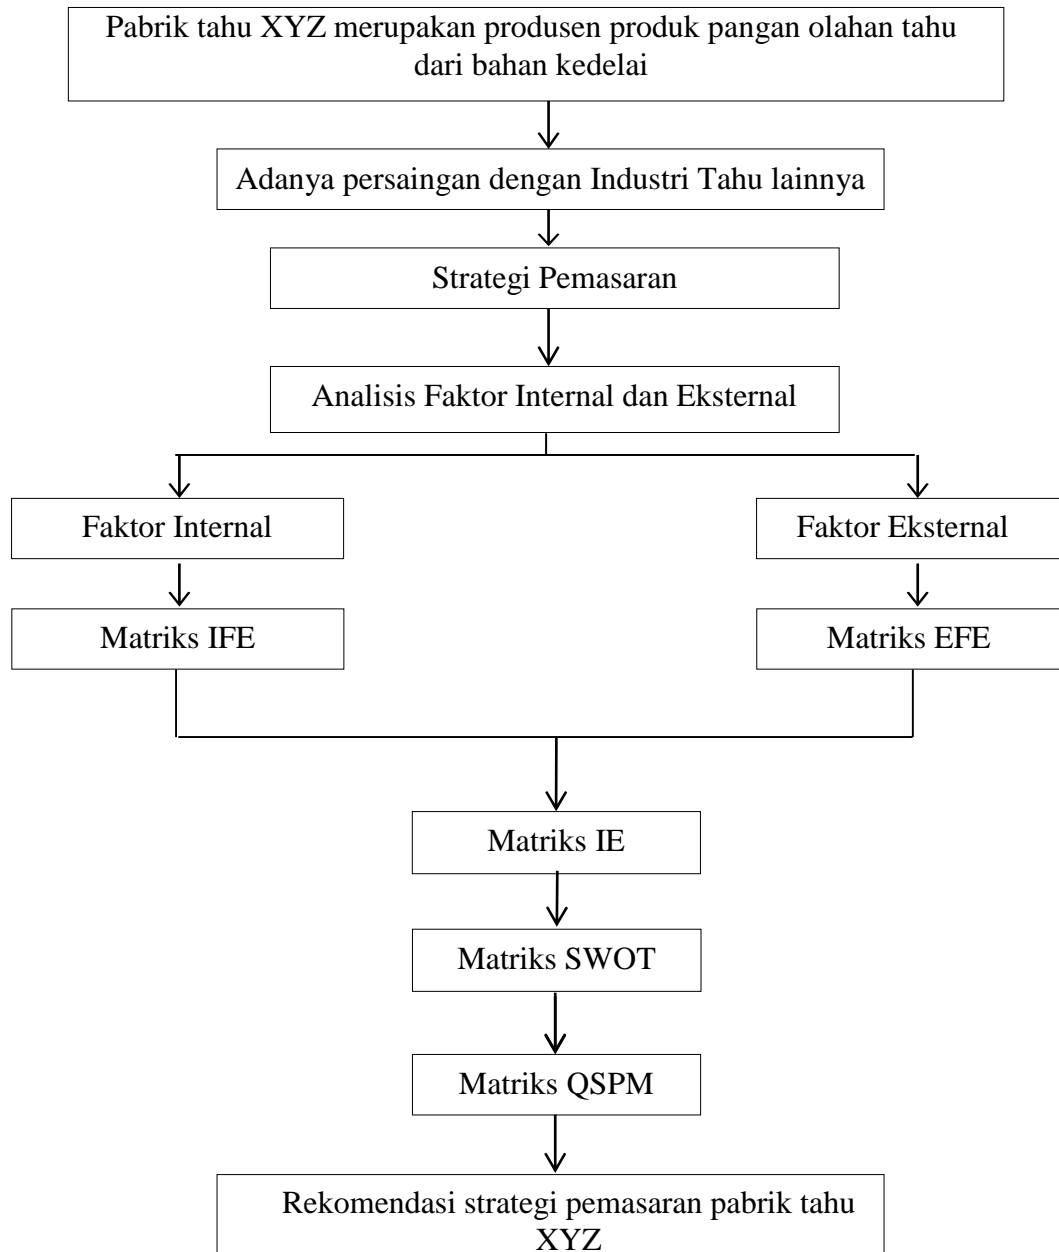 Pabrik tahu XYZ merupakan produsen produk pangan olahan tahu
dari bahan kedelai
Adanya persaingan dengan Industri Tahu lainnya
Strategi Pemasaran
Analisis Faktor Internal dan Eksternal
Faktor Internal
Faktor Eksternal
Matriks IFE
Matriks EFE
Matriks IE
Matriks SWOT
Matriks QSPM
Rekomendasi strategi pemasaran pabrik tahu
XYZ